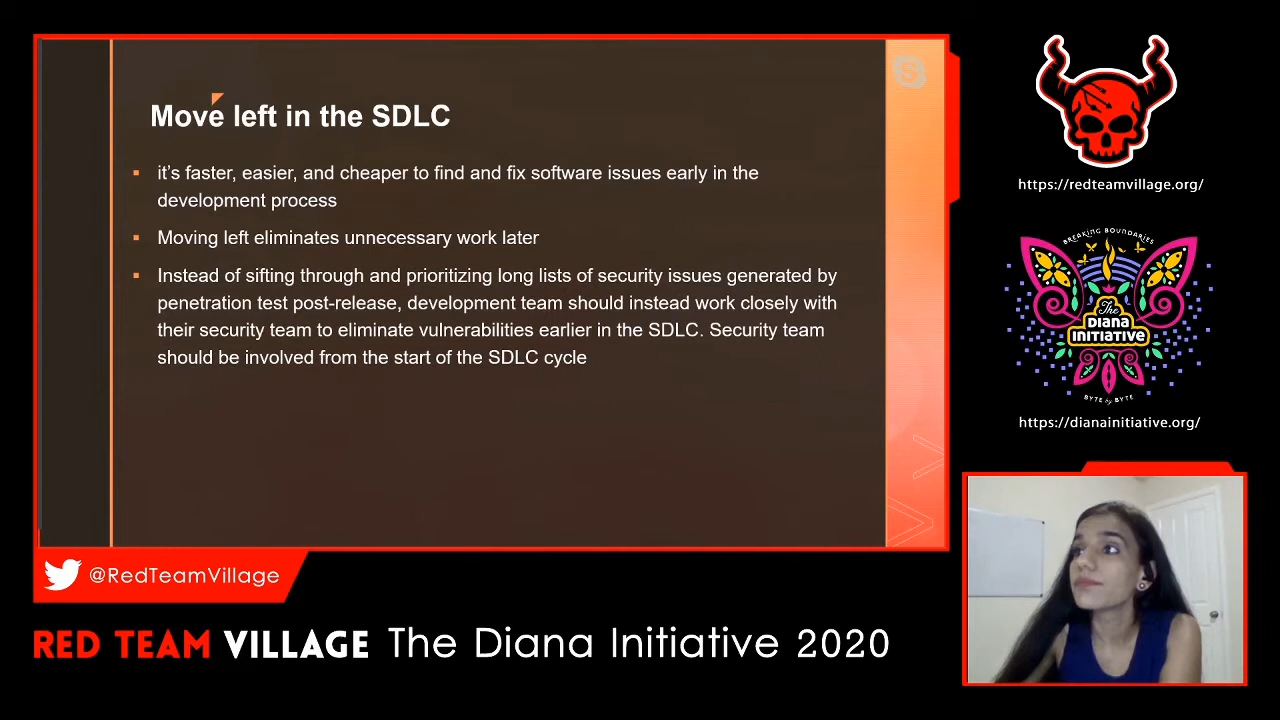 Move left in the SDLC
it's faster, easier, and cheaper to find and fix software issues early in the
development process
Moving left eliminates unnecessary work later
Instead of sifting through and prioritizing long lists of security issues generated by
penetration test post-release, development team should instead work closely with
their security team to eliminate vulnerabilities earlier in the SDLC. Security team
should be involved from the start of the SDLC cycle
S
https://redteamvillage.org/
BREAKING BOUNDARIES
The
DIANA
INITIATIVE
BYTE by BYTE
https://dianainitiative.org/
@RedTeamVillage
RED TEAM VILLAGE The Diana Initiative 2020